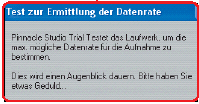 Test zur Ermittlung der Datenrate
Pinnacle Studio Trial Testet das Laufwerk, um die
max. mögliche Datenrate für die Aufnahme zu
bestimmen.
Dies wird einen Augenblick dauern. Bitte haben Sie
etwas Geduld...